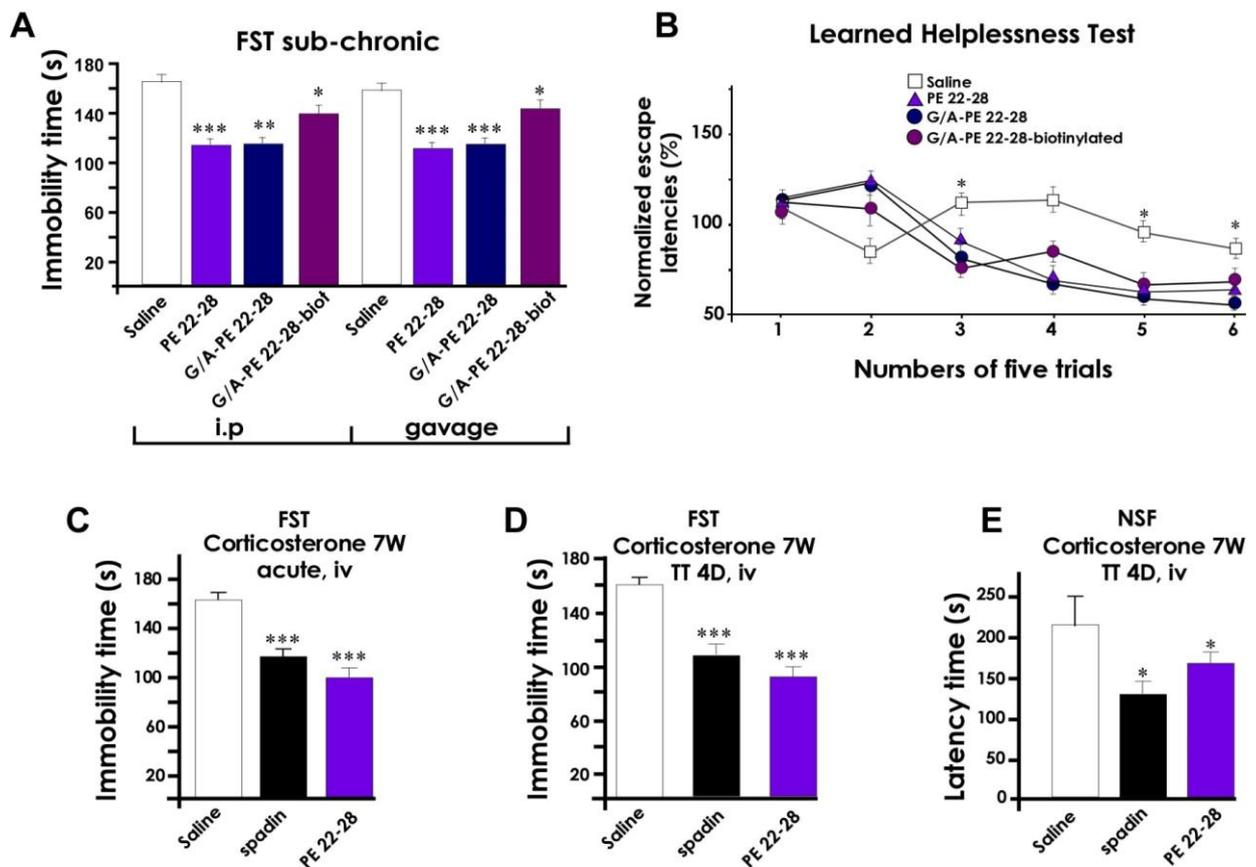 A
FST sub-chronic
Immobility time (s)
180
140
100
60
20
***
**
*
***
***
*
Saline
PE 22-28
G/A-PE 22-28
G/A-PE 22-28-biot
Saline
PE 22-28
G/A-PE 22-28
G/A-PE 22-28-biot
i.p
gavage
B
Learned Helplessness Test
Normalized escape
latencies (%)
150
100
50
Saline
PE 22-28
G/A-PE 22-28
G/A-PE 22-28-biotinylated
*
*
*
1 2 3 4 5 6
Numbers of five trials
C
FST
Corticosterone 7W
acute, iv
Immobility time (s)
180
140
100
60
20
***
***
Saline
spadin
PE 22-28
D
FST
Corticosterone 7W
TT 4D, iv
Immobility time (s)
180
140
100
60
20
***
***
Saline
spadin
PE 22-28
E
NSF
Corticosterone 7W
TT 4D, iv
Latency time (s)
250
200
150
100
50
0
*
*
Saline
spadin
PE 22-28